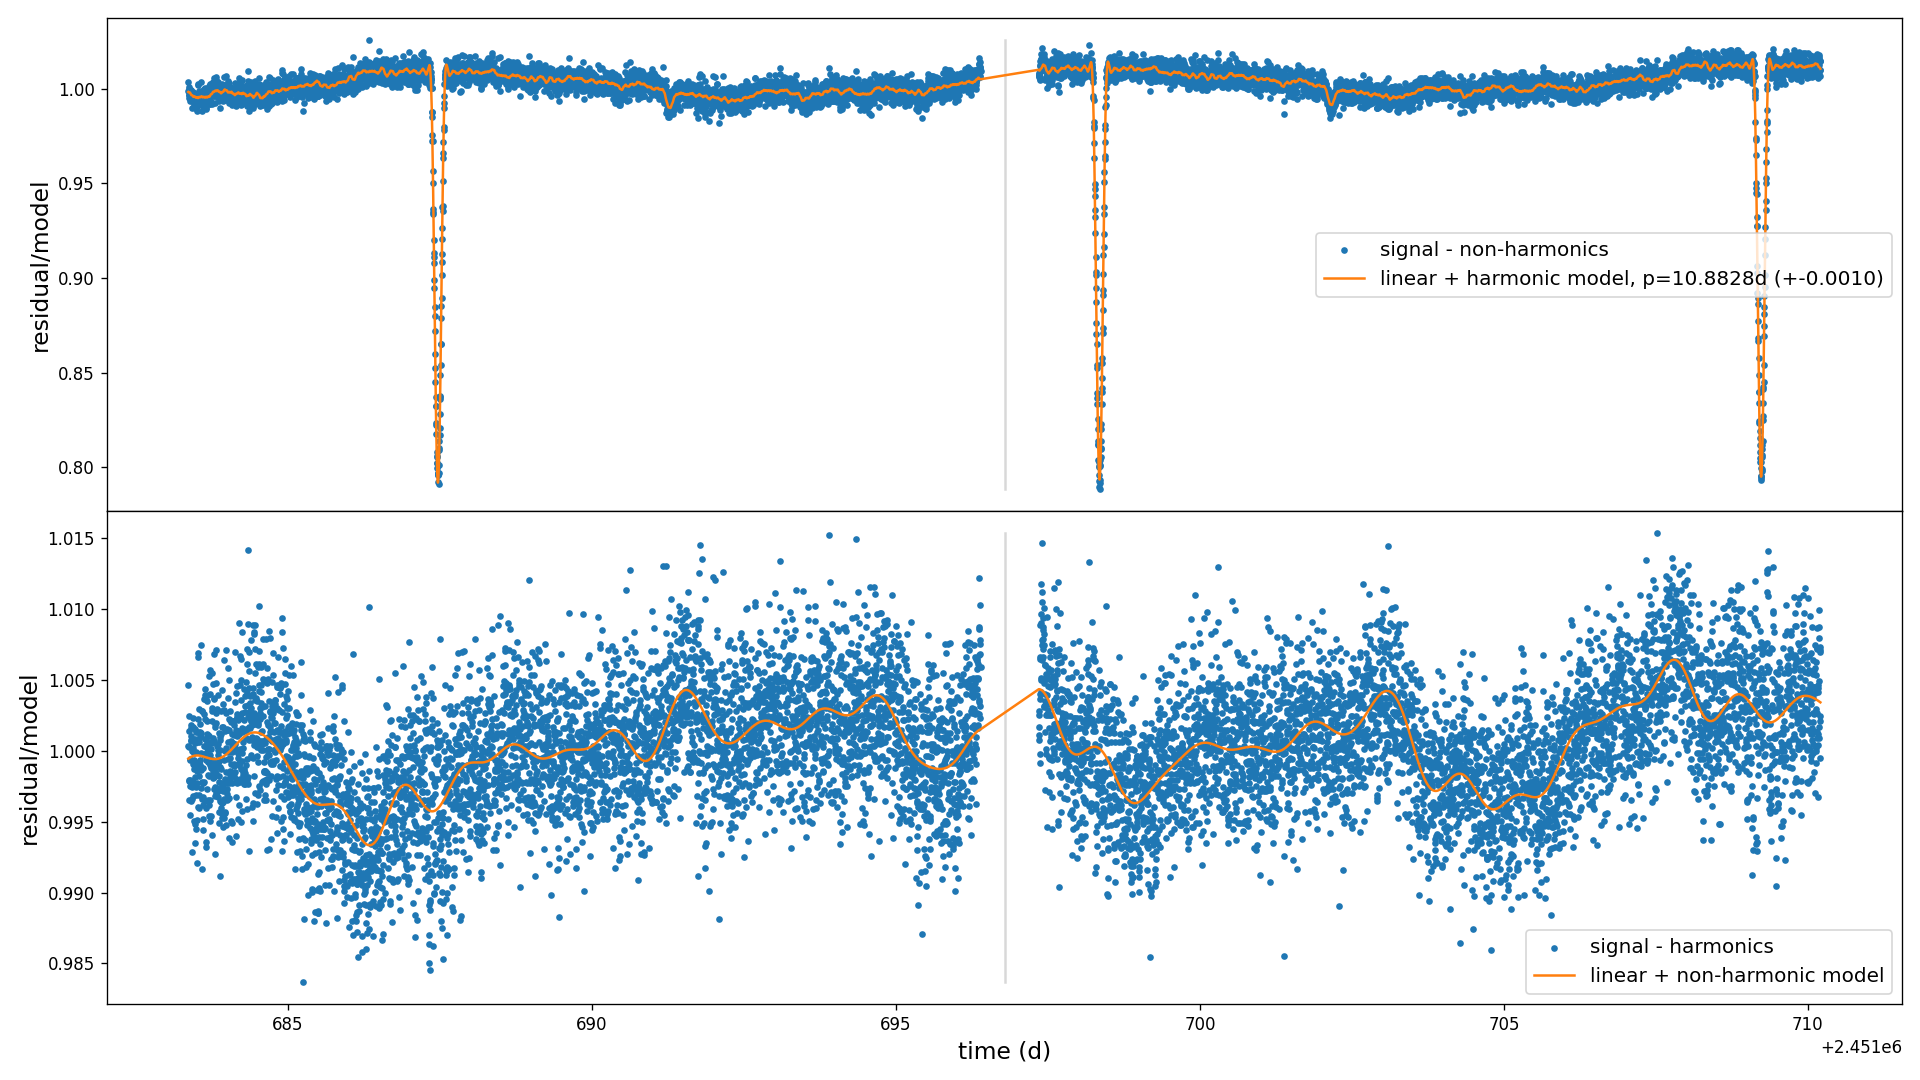 1.00
0.95
0.90
0.85
0.80
residual/model
signal - non-harmonics
linear + harmonic model, p=10.8828d (+-0.0010)
1.015
1.010
1.005
1.000
0.995
0.990
0.985
residual/model
signal - harmonics
linear + non-harmonic model
685 690 695 700 705 710
time (d)
+2.451e6